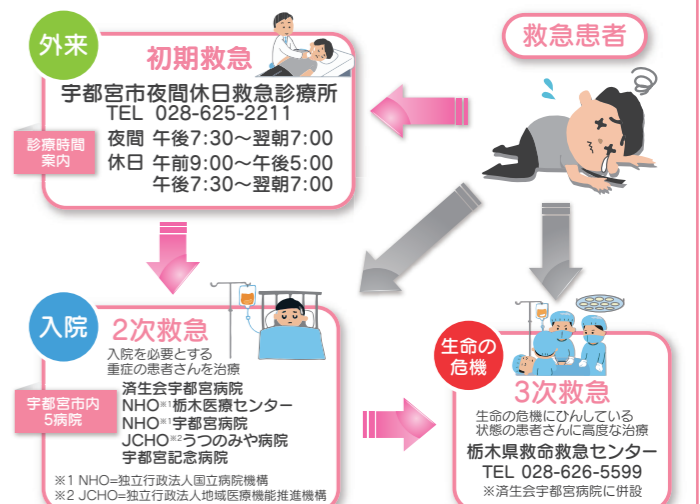 外来
初期救急
宇都宮市夜間休日救急診療所
TEL 028-625-2211
診療時間
案内
夜間 午後7:30〜翌朝7:00
休日 午前9:00〜午後5:00
午後7:30〜翌朝7:00
救急患者
入院
2次救急
入院を必要とする
重症の患者さんを治療
宇都宮市内
5病院
済生会宇都宮病院
NHO※1栃木医療センター
NHO※1宇都宮病院
JCHO※2うつのみや病院
宇都宮記念病院
※1 NHO=独立行政法人国立病院機構
※2 JCHO=独立行政法人地域医療機能推進機構
生命の
危機
3次救急
生命の危機にひんしている
状態の患者さんに高度な治療
栃木県救命救急センター
TEL 028-626-5599
※済生会宇都宮病院に併設